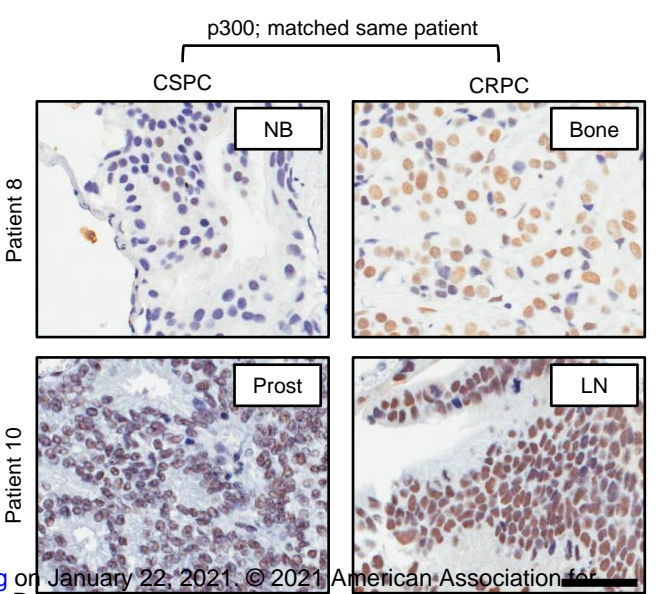 p300; matched same patient
CSPC
CRPC
Patient 8
NB
Bone
Patient 10
Prost
LN
g on January 22, 2021. © 2021 American Association for